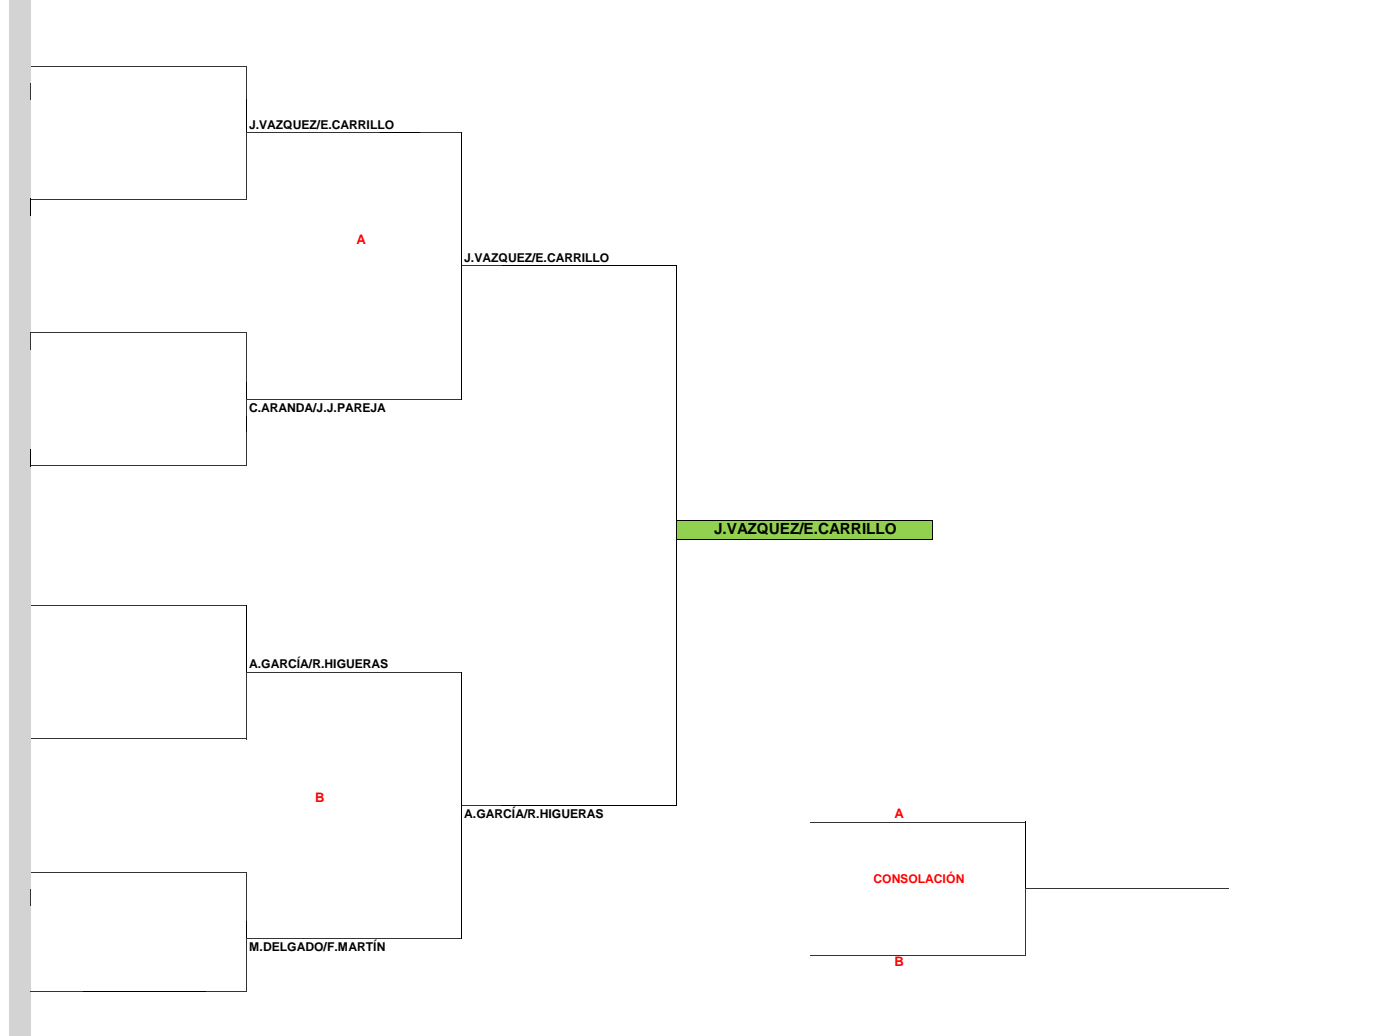 J.VAZQUEZ/E.CARRILLO
A
J.VAZQUEZ/E.CARRILLO
C.ARANDA/J.J.PAREJA
J.VAZQUEZ/E.CARRILLO
A.GARCÍA/R.HIGUERAS
B
A.GARCÍA/R.HIGUERAS
A
CONSOLACIÓN
M.DELGADO/F.MARTÍN
B